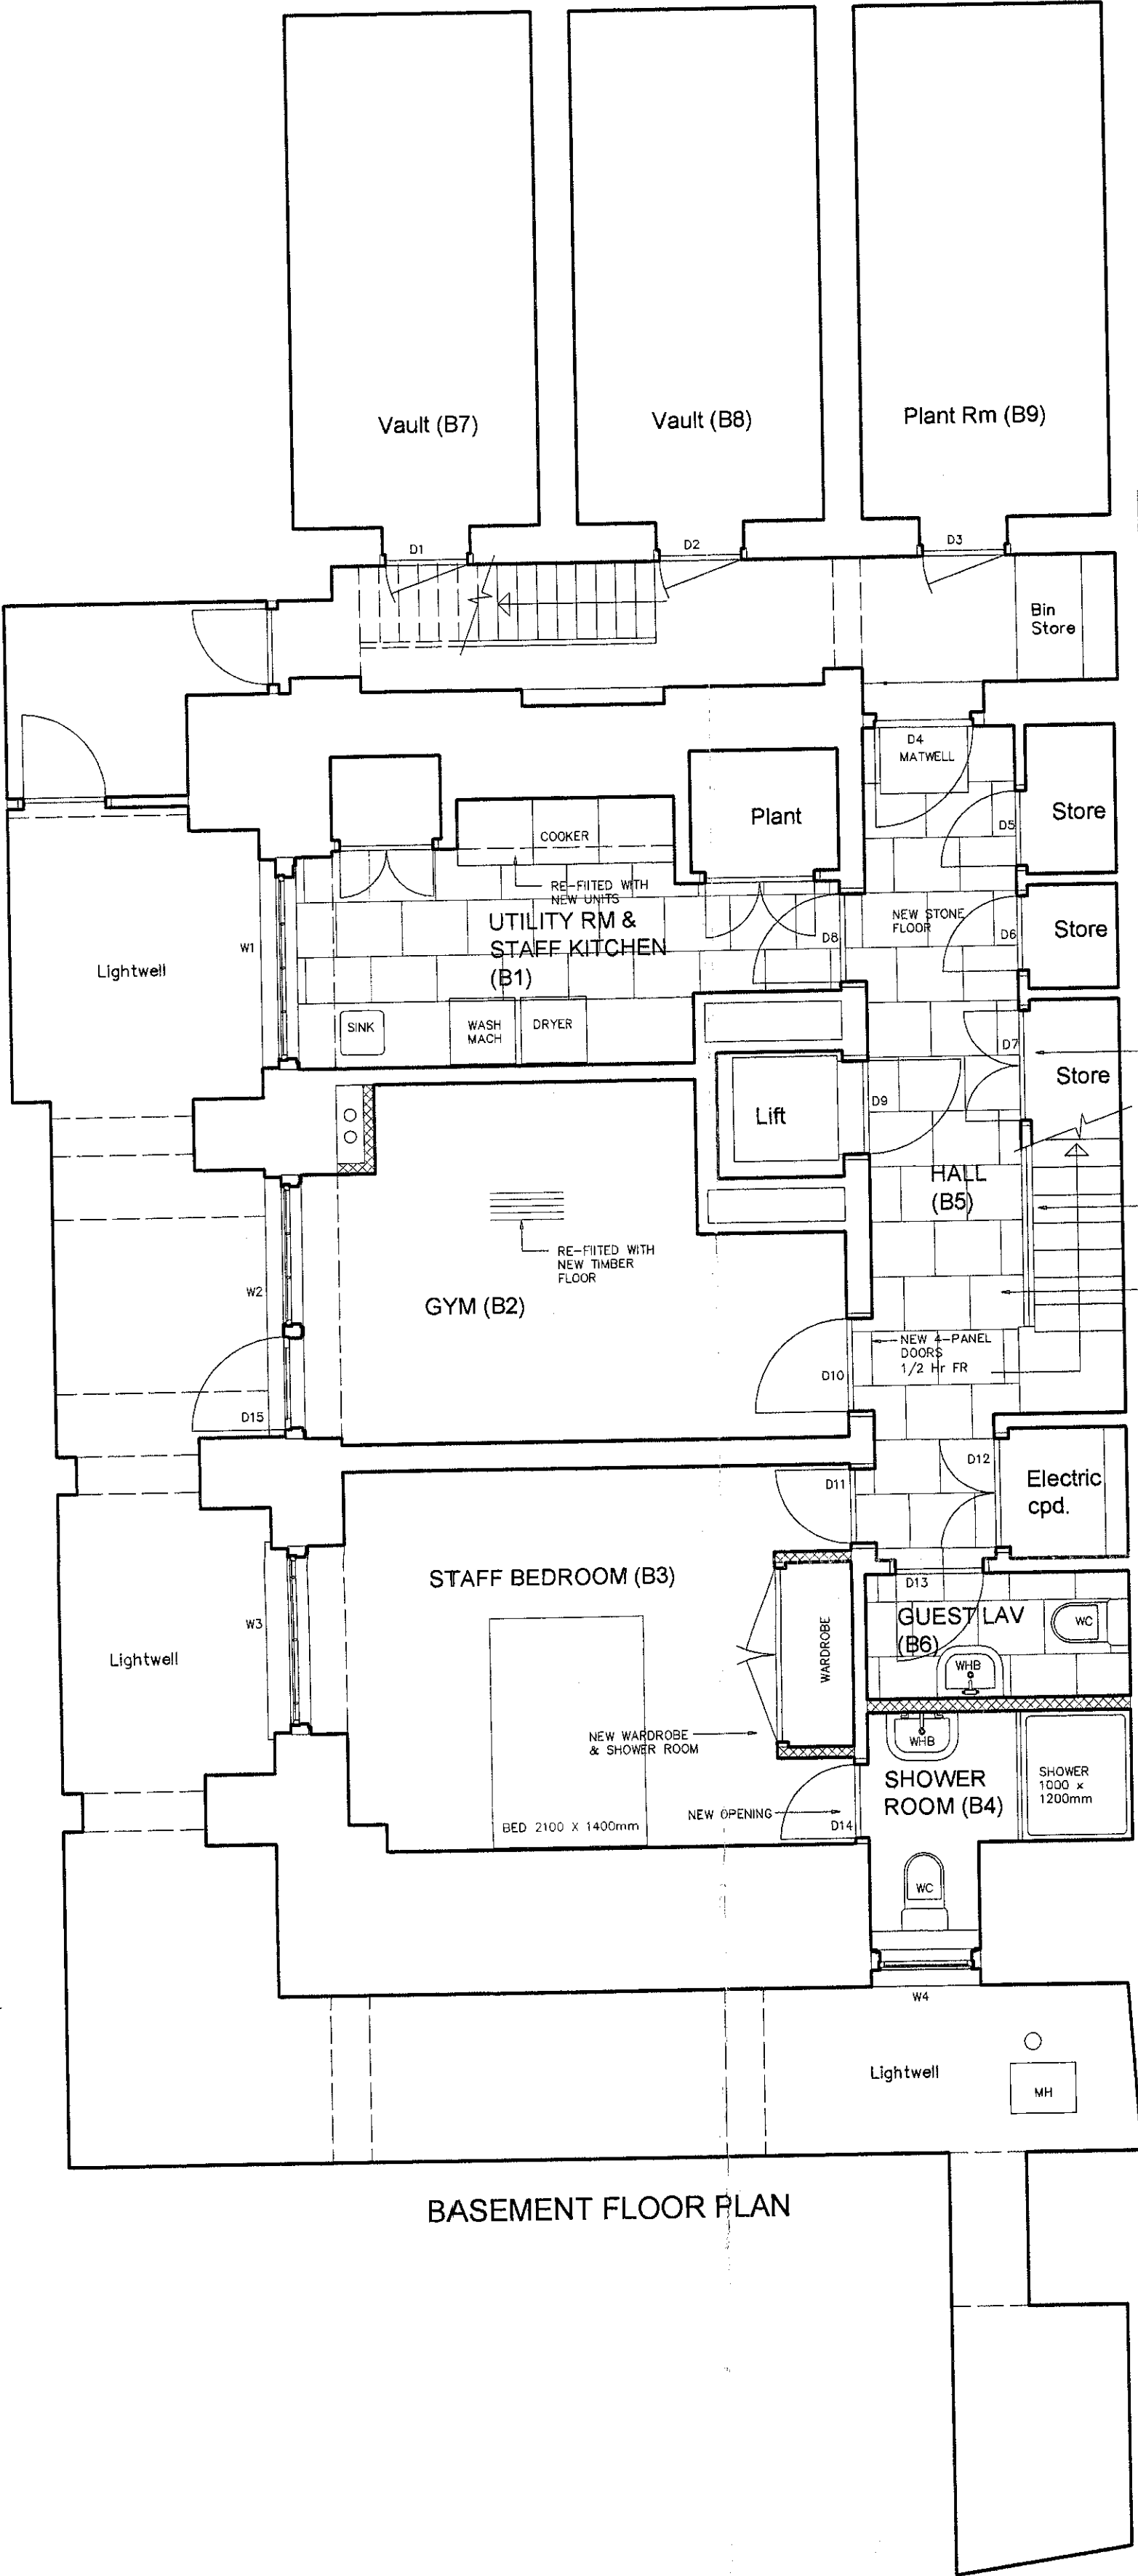 Vault (B7)
Vault (B8)
Plant Rm (B9)
D1
D2
D3
Bin
Store
D4
MATWELL
Plant
D5
Store
COOKER
RE-FIITED WITH
NEW UNITS
UTILITY RM &
STAFF KITCHEN
(B1)
W1
Lightwell
D8
NEW STONE
FLOOR
D6
Store
SINK
WASH
MACH
DRYER
D7
Store
Lift
D9
HALL
(B5)
RE-FIITED WITH
NEW TIMBER
FLOOR
W2
GYM (B2)
NEW 4-PANEL
DOORS
1/2 Hr FR
D10
D15
D11
D12
Electric
cpd.
STAFF BEDROOM (B3)
D13
GUEST LAV
(B6)
WC
WHB
W3
Lightwell
WARDROBE
NEW WARDROBE
& SHOWER ROOM
WHB
SHOWER
ROOM (B4)
SHOWER
1000 x
1200mm
NEW OPENING
D14
BED 2100 X 1400mm
WC
W4
Lightwell
MH
BASEMENT FLOOR PLAN